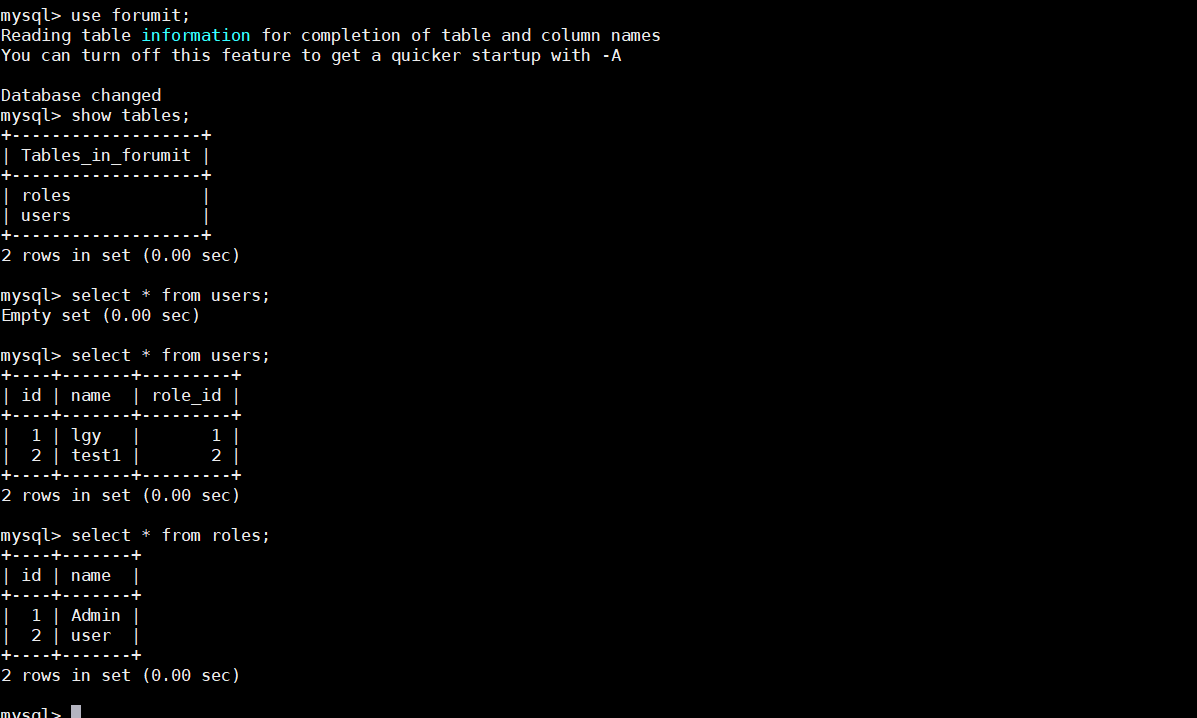 mysql> use forumit;
Reading table information for completion of table and column names
You can turn off this feature to get a quicker startup with -A
Database changed
mysql> show tables;
+-------------------+
| Tables_in_forumit |
+-------------------+
| roles             |
| users             |
+-------------------+
2 rows in set (0.00 sec)
mysql> select * from users;
Empty set (0.00 sec)
mysql> select * from users;
+----+-------+---------+
| id | name  | role_id |
+----+-------+---------+
|  1 | lgy   |       1 |
|  2 | test1 |       2 |
+----+-------+---------+
2 rows in set (0.00 sec)
mysql> select * from roles;
+----+-------+
| id | name  |
+----+-------+
|  1 | Admin |
|  2 | user  |
+----+-------+
2 rows in set (0.00 sec)
mysql>